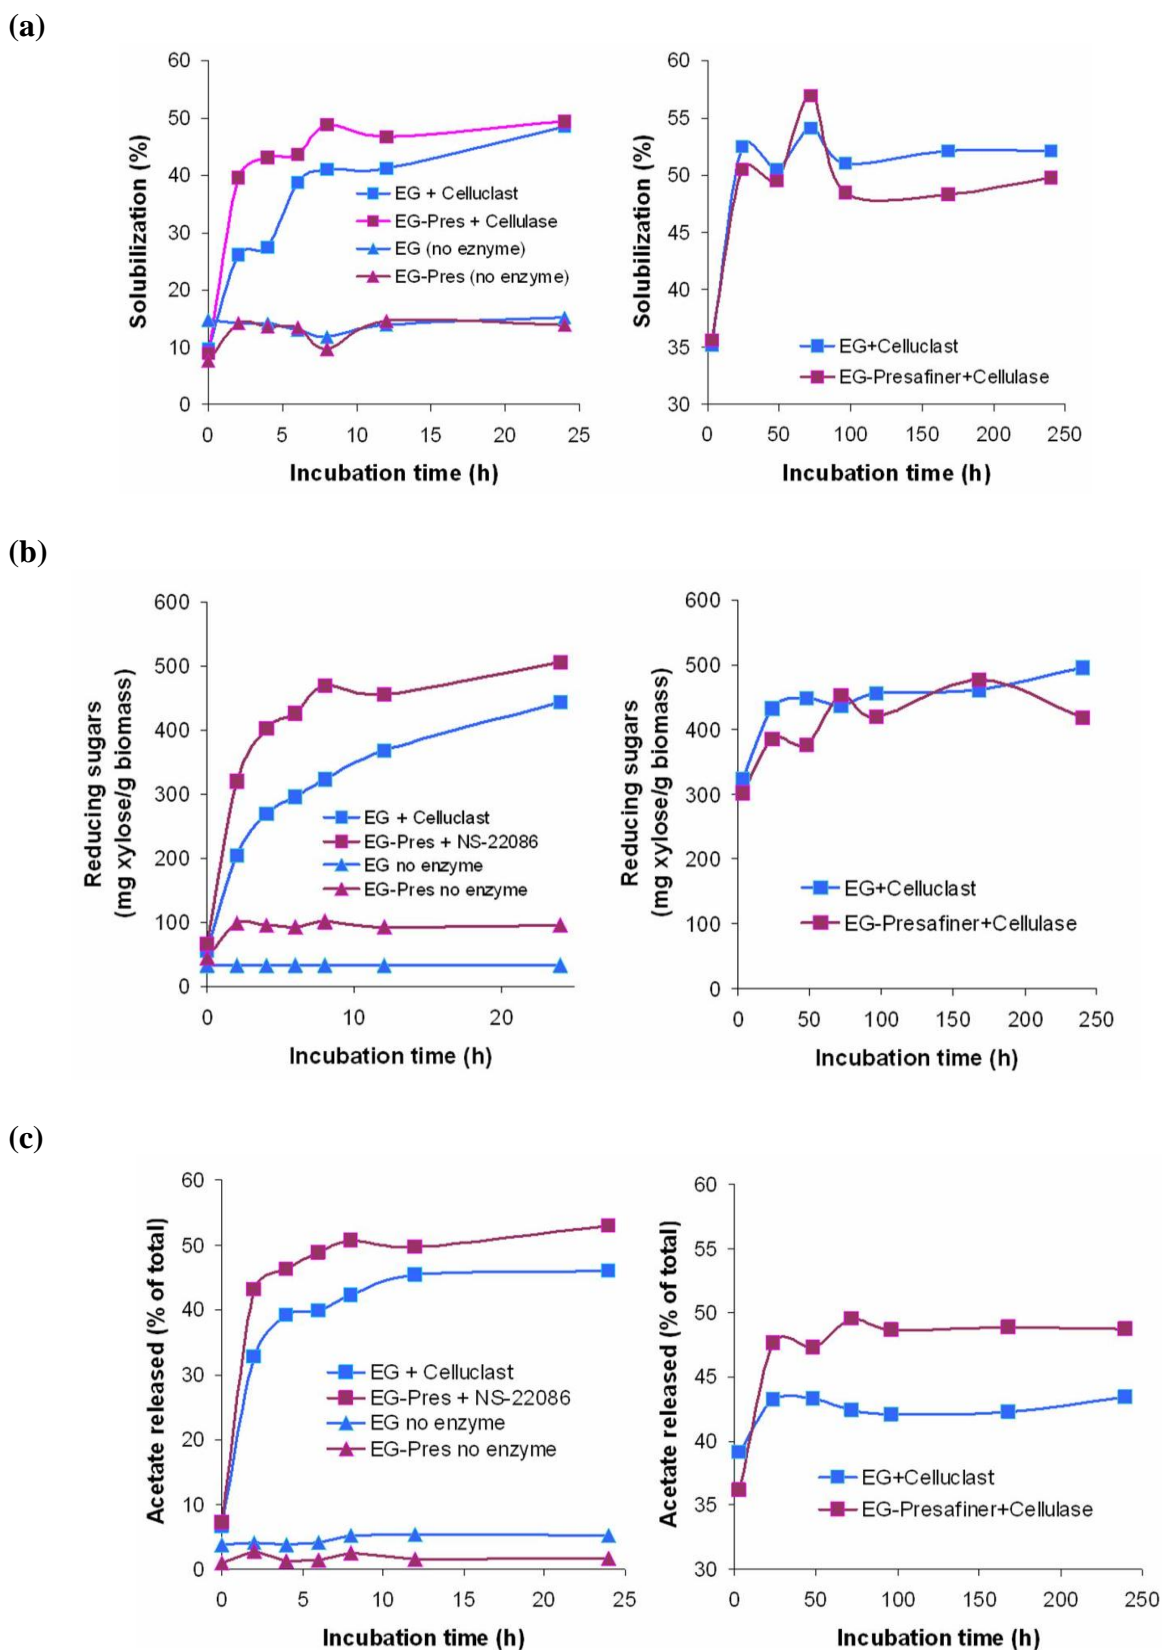 (a)
60
50
40
30
20
10
0
Solubilization (%)
EG + Celluclast
EG-Pres + Cellulase
EG (no eznyme)
EG-Pres (no enzyme)
0 5 10 15 20 25
Incubation time (h)
60
55
50
45
40
35
30
Solubilization (%)
EG+Celluclast
EG-Presafiner+Cellulase
0 50 100 150 200 250
Incubation time (h)
(b)
600
500
400
300
200
100
0
Reducing sugars
(mg xylose/g biomass)
EG + Celluclast
EG-Pres + NS-22086
EG no enzyme
EG-Pres no enzyme
0 10 20
Incubation time (h)
600
500
400
300
200
100
0
Reducing sugars
(mg xylose/g biomass)
EG+Celluclast
EG-Presafiner+Cellulase
0 50 100 150 200 250
Incubation time (h)
(c)
60
50
40
30
20
10
0
Acetate released (% of total)
EG + Celluclast
EG-Pres + NS-22086
EG no enzyme
EG-Pres no enzyme
0 5 10 15 20 25
Incubation time (h)
60
55
50
45
40
35
30
Acetate released (% of total)
EG+Celluclast
EG-Presafiner+Cellulase
0 50 100 150 200 250
Incubation time (h)